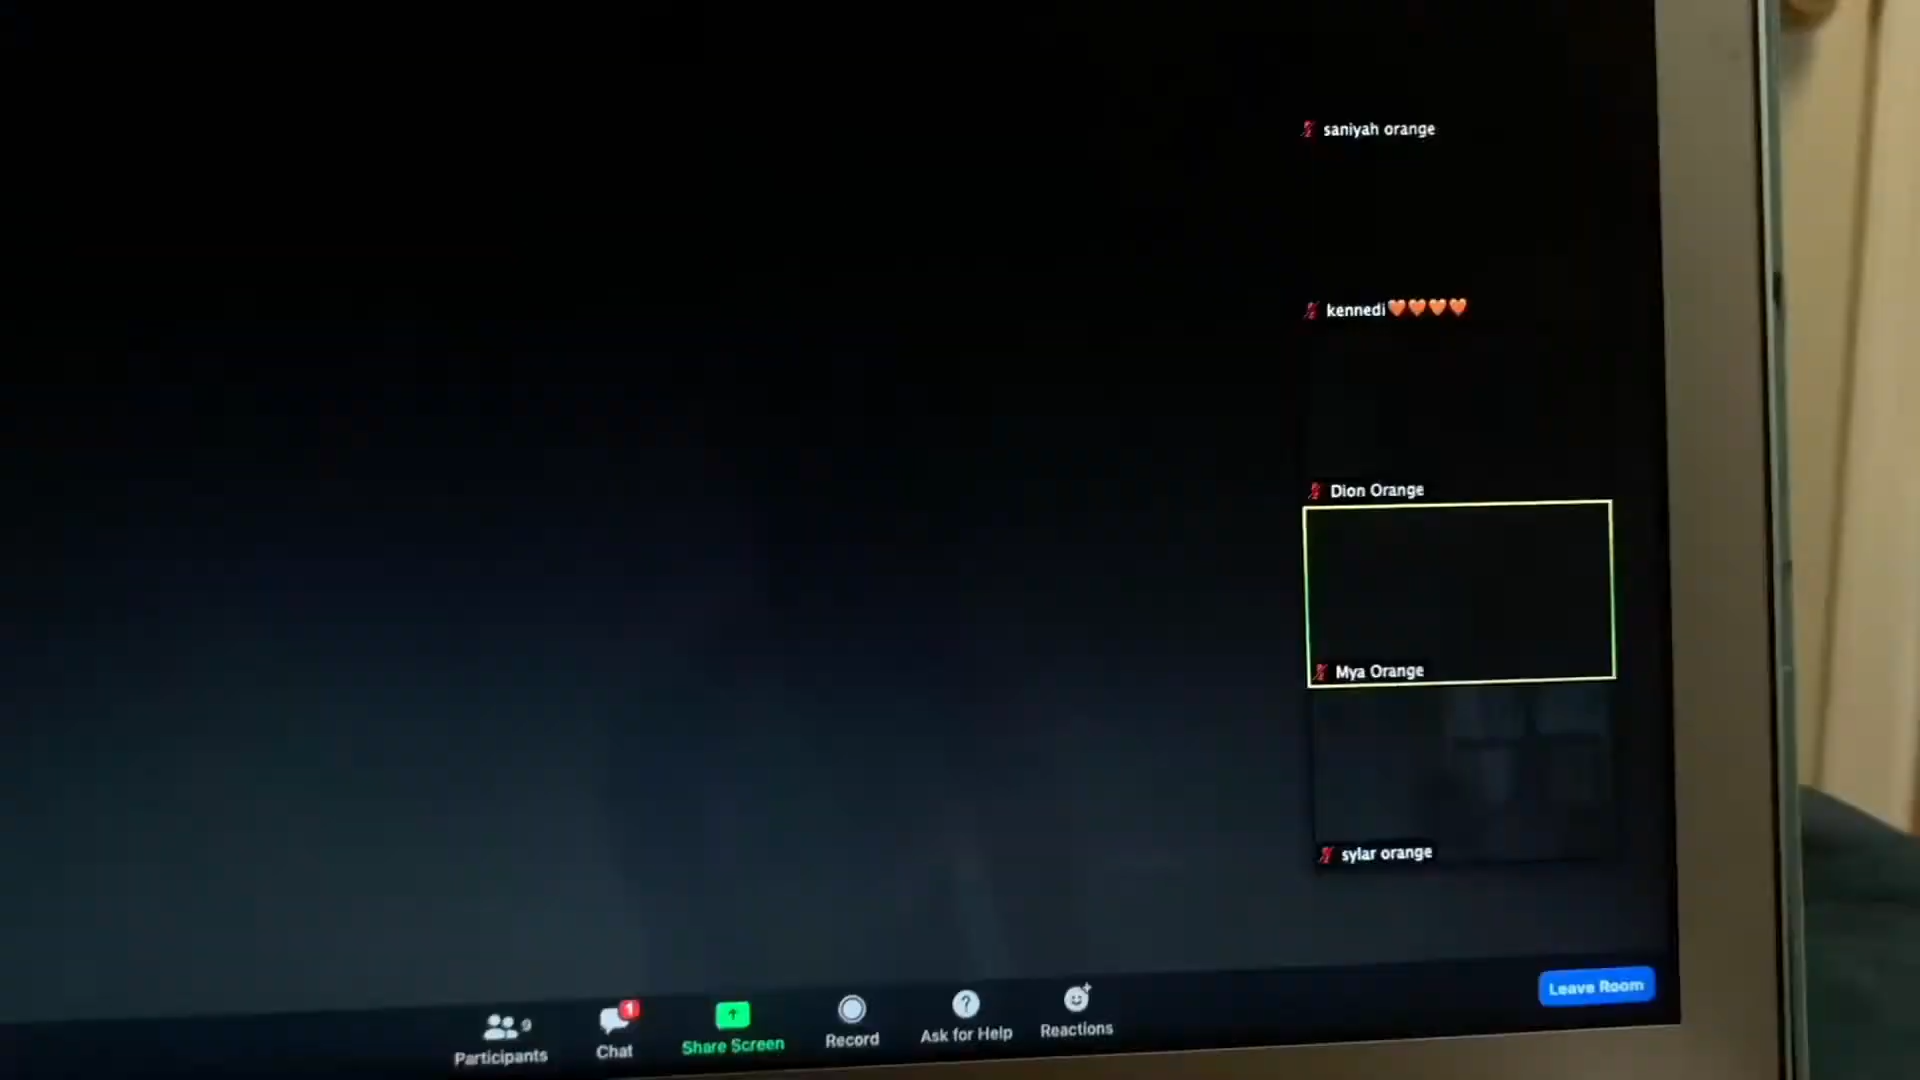 saniyah orange
kennedi🧡🧡🧡🧡
Dion Orange
Mya Orange
sylar orange
Participants 9
Chat 1
Share Screen
Record
Ask for Help
Reactions
Leave Room